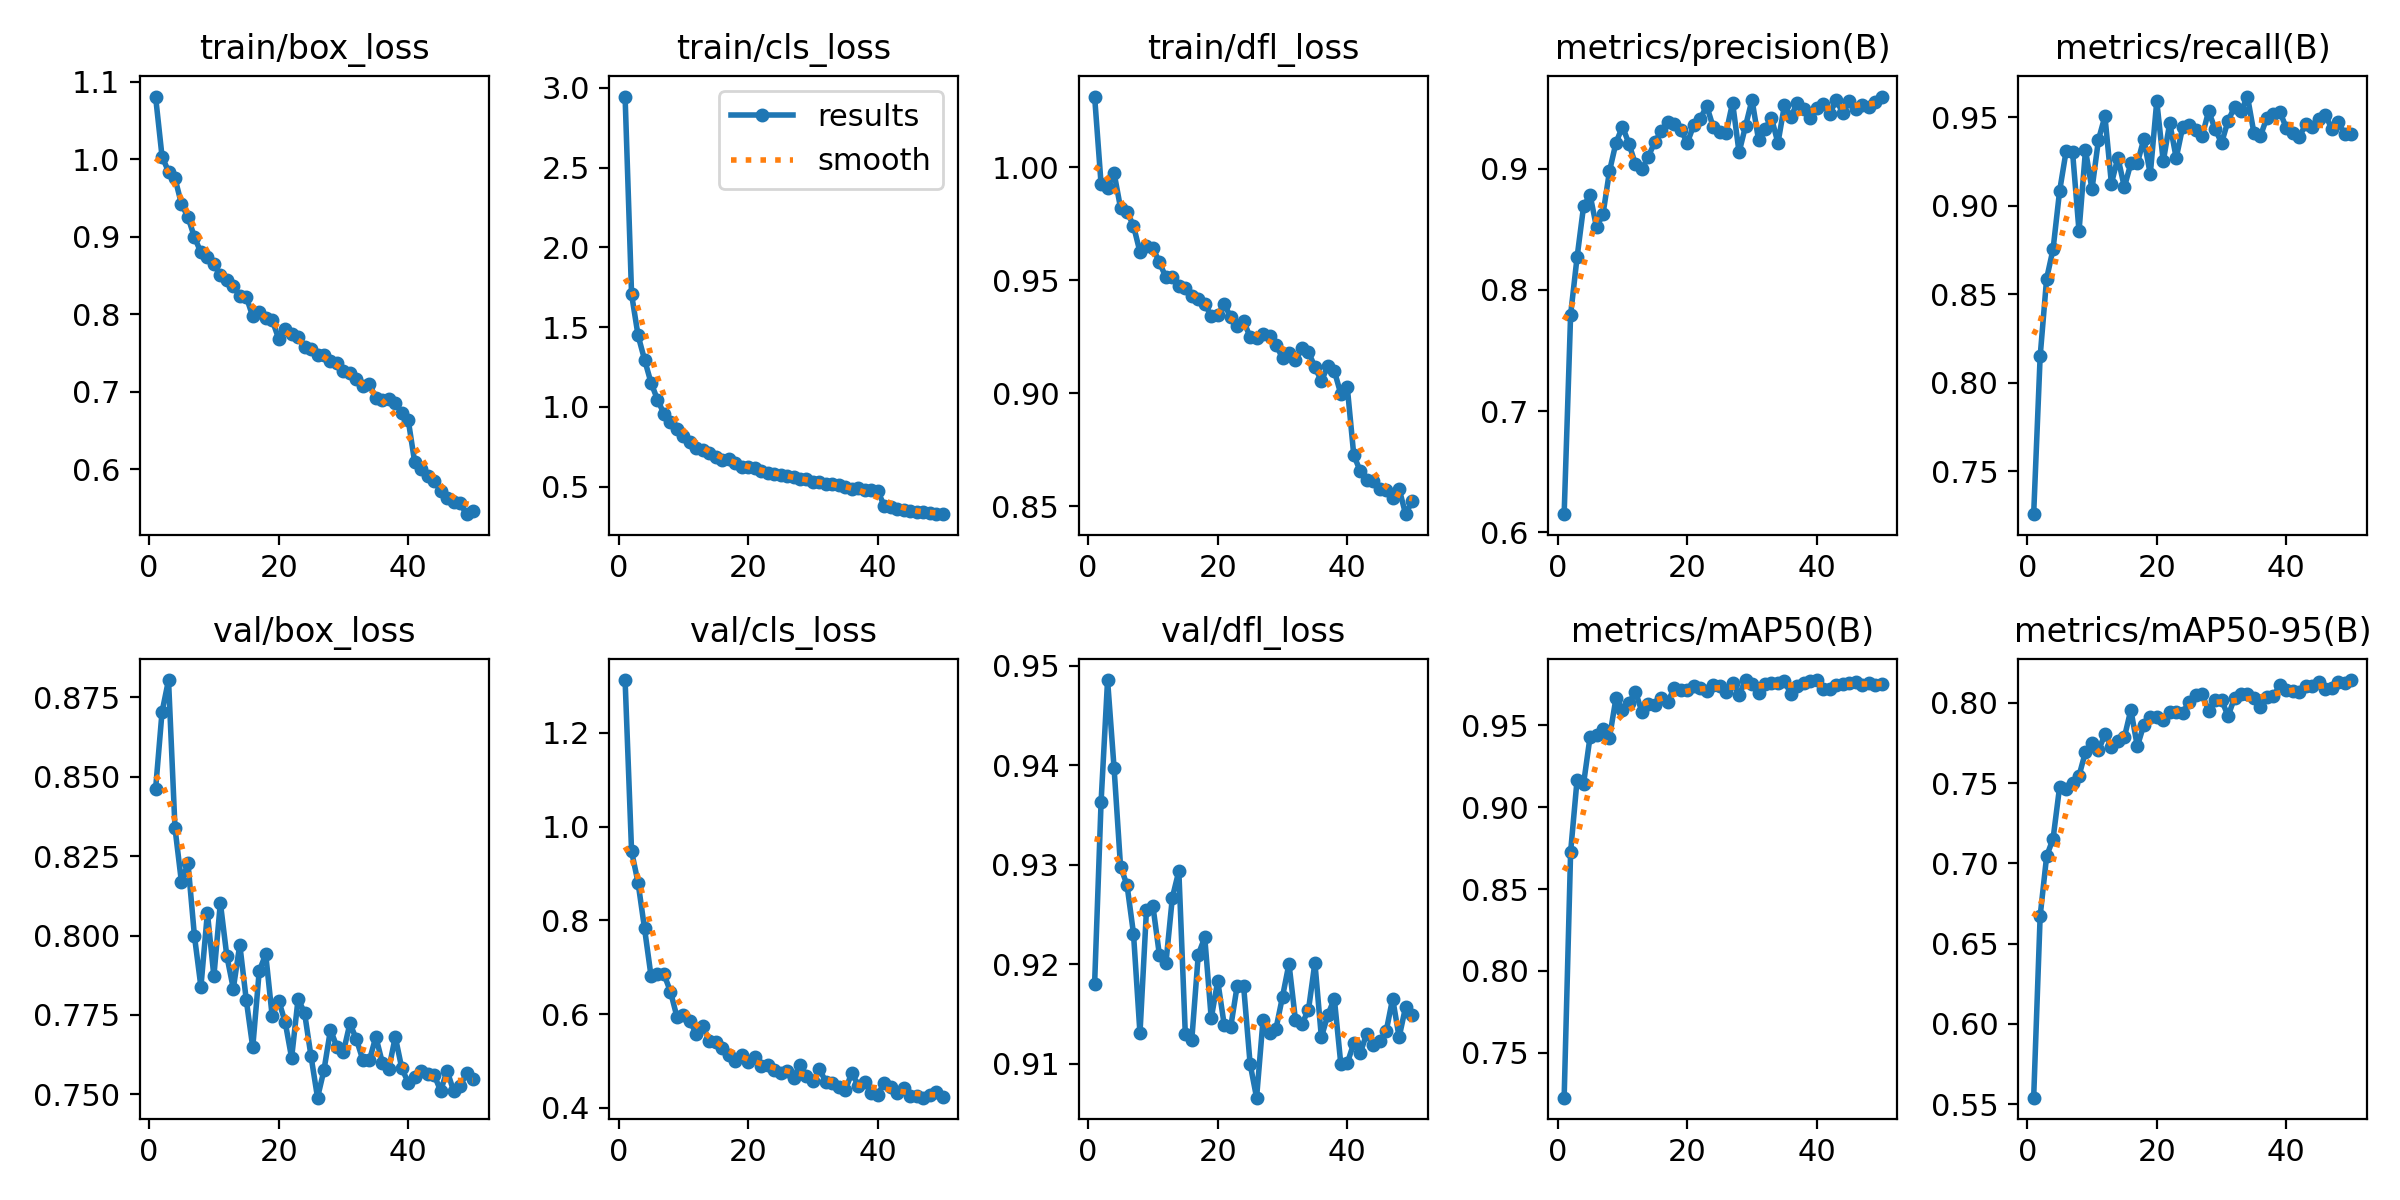 train/box_loss
train/cls_loss
train/dfl_loss
metrics/precision(B)
metrics/recall(B)
1.1
1.0
0.9
0.8
0.7
0.6
0 20 40
3.0
2.5
2.0
1.5
1.0
0.5
0 20 40
results
smooth
1.00
0.95
0.90
0.85
0 20 40
0.9
0.8
0.7
0.6
0 20 40
0.95
0.90
0.85
0.80
0.75
0 20 40
val/box_loss
val/cls_loss
val/dfl_loss
metrics/mAP50(B)
metrics/mAP50-95(B)
0.875
0.850
0.825
0.800
0.775
0.750
0 20 40
1.2
1.0
0.8
0.6
0.4
0 20 40
0.95
0.94
0.93
0.92
0.91
0 20 40
0.95
0.90
0.85
0.80
0.75
0 20 40
0.80
0.75
0.70
0.65
0.60
0.55
0 20 40